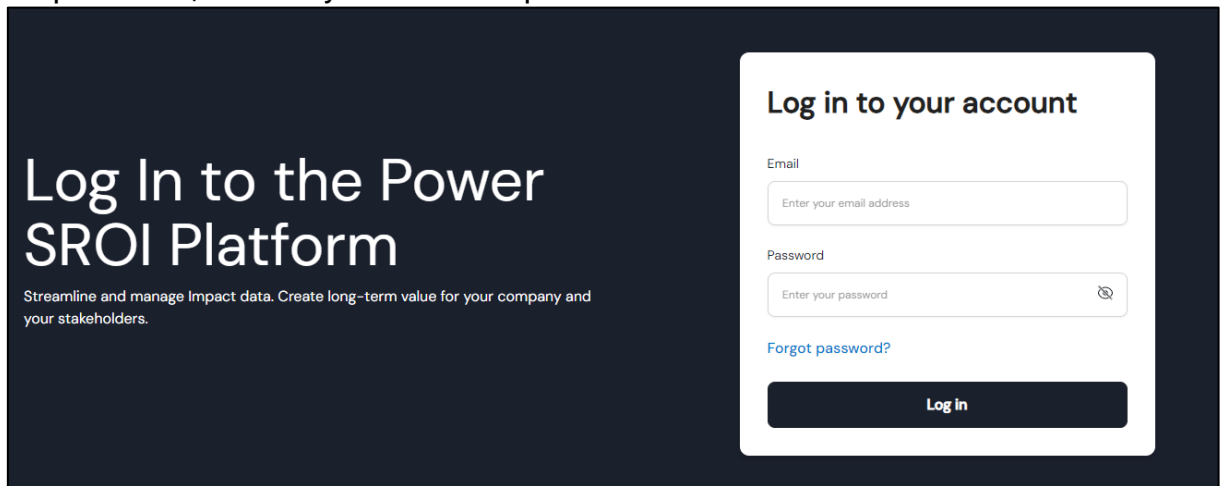 Log In to the Power
SROI Platform
Streamline and manage Impact data. Create long-term value for your company and
your stakeholders.
Log in to your account
Email
Enter your email address
Password
Enter your password
Forgot password?
Log in